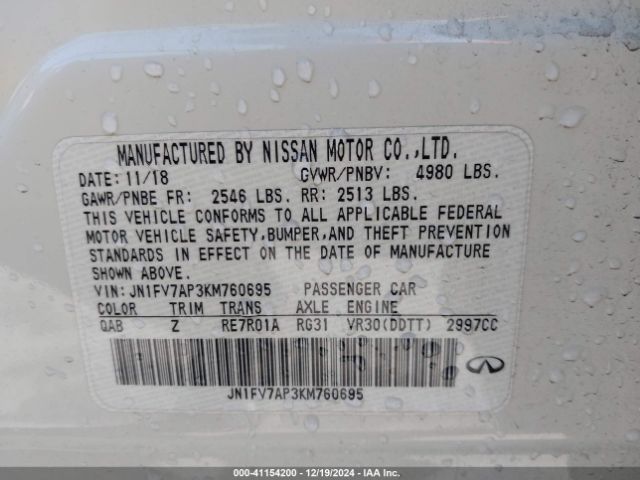 MANUFACTURED BY NISSAN MOTOR CO.,LTD.
DATE: 11/18 GVWR/PNBV: 4980 LBS.
GAWR/PNBE FR: 2546 LBS. RR: 2513 LBS.
THIS VEHICLE CONFORMS TO ALL APPLICABLE FEDERAL
MOTOR VEHICLE SAFETY,BUMPER,AND THEFT PREVENTION
STANDARDS IN EFFECT ON THE DATE OF MANUFACTURE
SHOWN ABOVE.
VIN: JN1FV7AP3KM760695 PASSENGER CAR
COLOR TRIM TRANS AXLE ENGINE
QAB Z RE7R01A RG31 VR30(DDTT) 2997CC
JN1FV7AP3KM760695
000-41154200 - 12/19/2024 - IAA Inc.